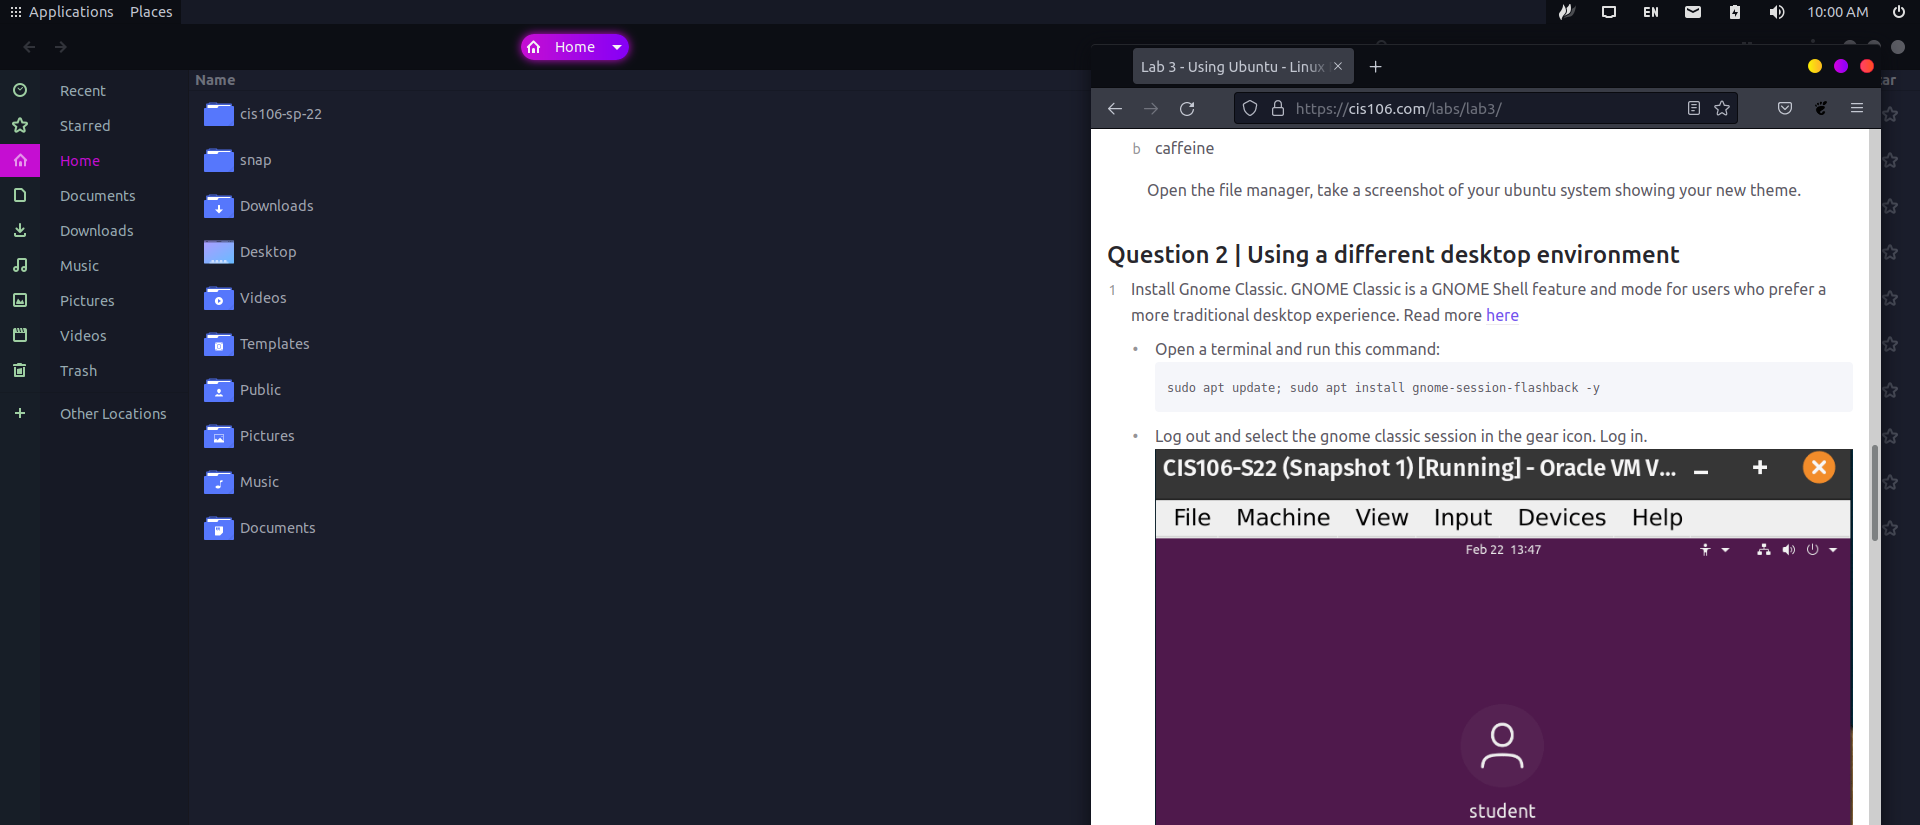 Applications Places
EN
10:00 AM
Home
Recent
Starred
Home
Documents
Downloads
Music
Pictures
Videos
Trash
Other Locations
Name
cis106-sp-22
snap
Downloads
Desktop
Videos
Templates
Public
Pictures
Music
Documents
Lab 3 - Using Ubuntu - Linux
https://cis106.com/labs/lab3/
b caffeine
Open the file manager, take a screenshot of your ubuntu system showing your new theme.
Question 2 | Using a different desktop environment
1 Install Gnome Classic. GNOME Classic is a GNOME Shell feature and mode for users who prefer a
more traditional desktop experience. Read more here
• Open a terminal and run this command:
sudo apt update; sudo apt install gnome-session-flashback -y
• Log out and select the gnome classic session in the gear icon. Log in.
CIS106-S22 (Snapshot 1) [Running] - Oracle VM V...
File Machine View Input Devices Help
Feb 22 13:47
student